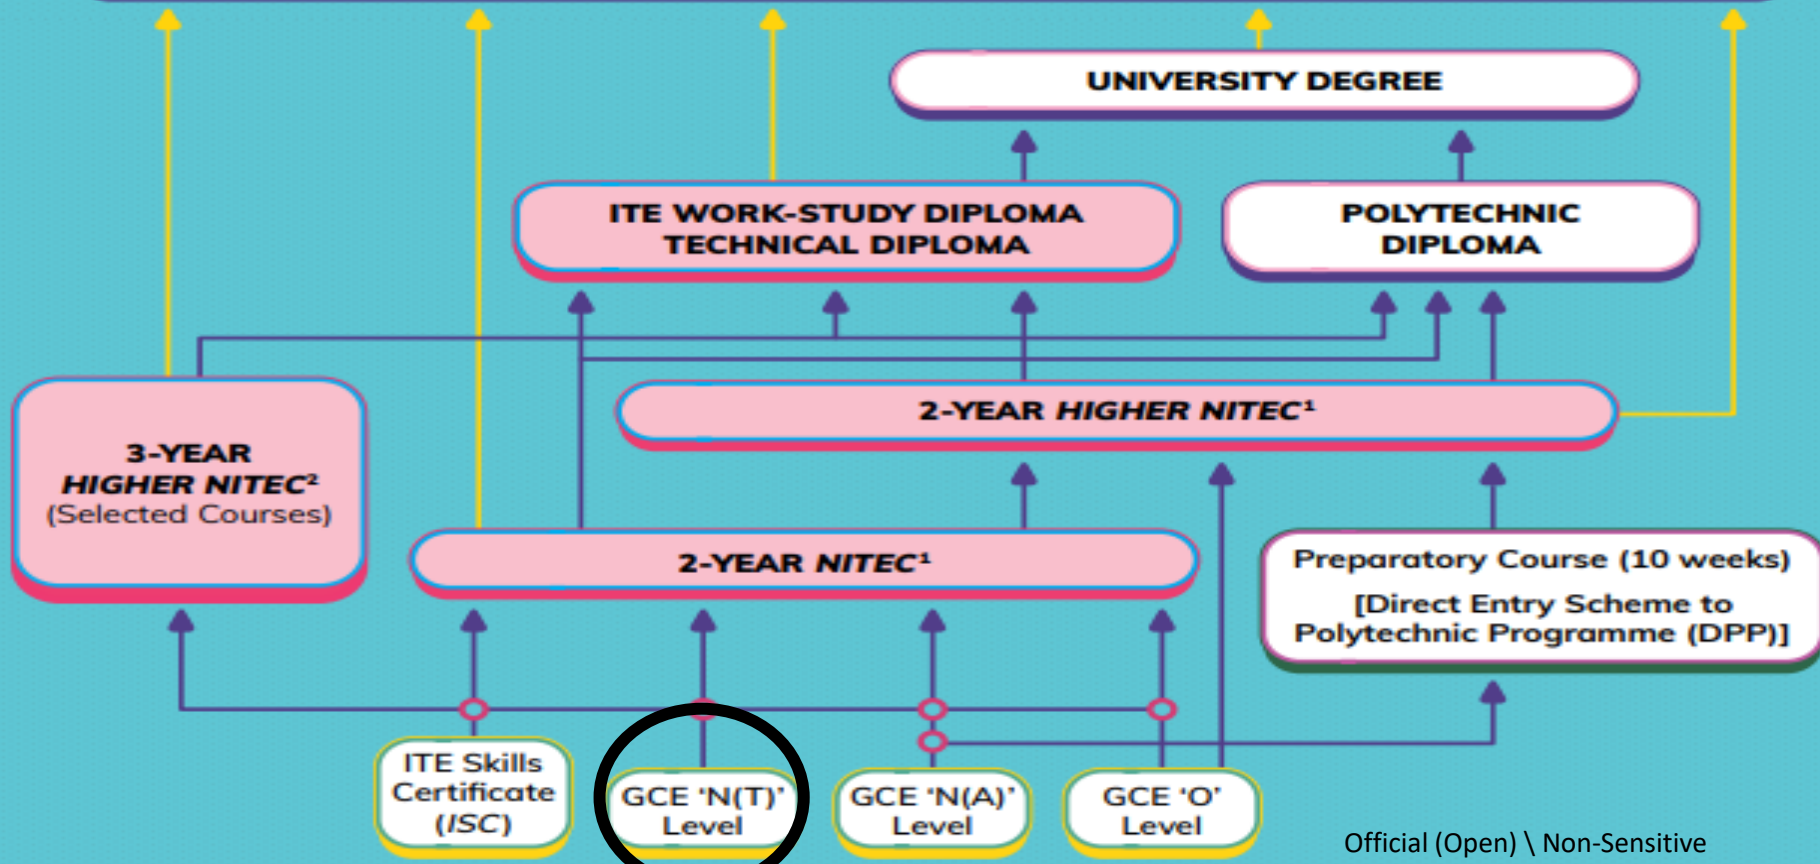 UNIVERSITY DEGREE
ITE WORK-STUDY DIPLOMA
TECHNICAL DIPLOMA
POLYTECHNIC
DIPLOMA
2-YEAR HIGHER NITEC¹
3-YEAR
HIGHER NITEC²
(Selected Courses)
2-YEAR NITEC¹
Preparatory Course (10 weeks)
[Direct Entry Scheme to
Polytechnic Programme (DPP)]
ITE Skills
Certificate
(ISC)
GCE ‘N(T)’
Level
GCE ‘N(A)’
Level
GCE ‘O’
Level
Official (Open) \ Non-Sensitive